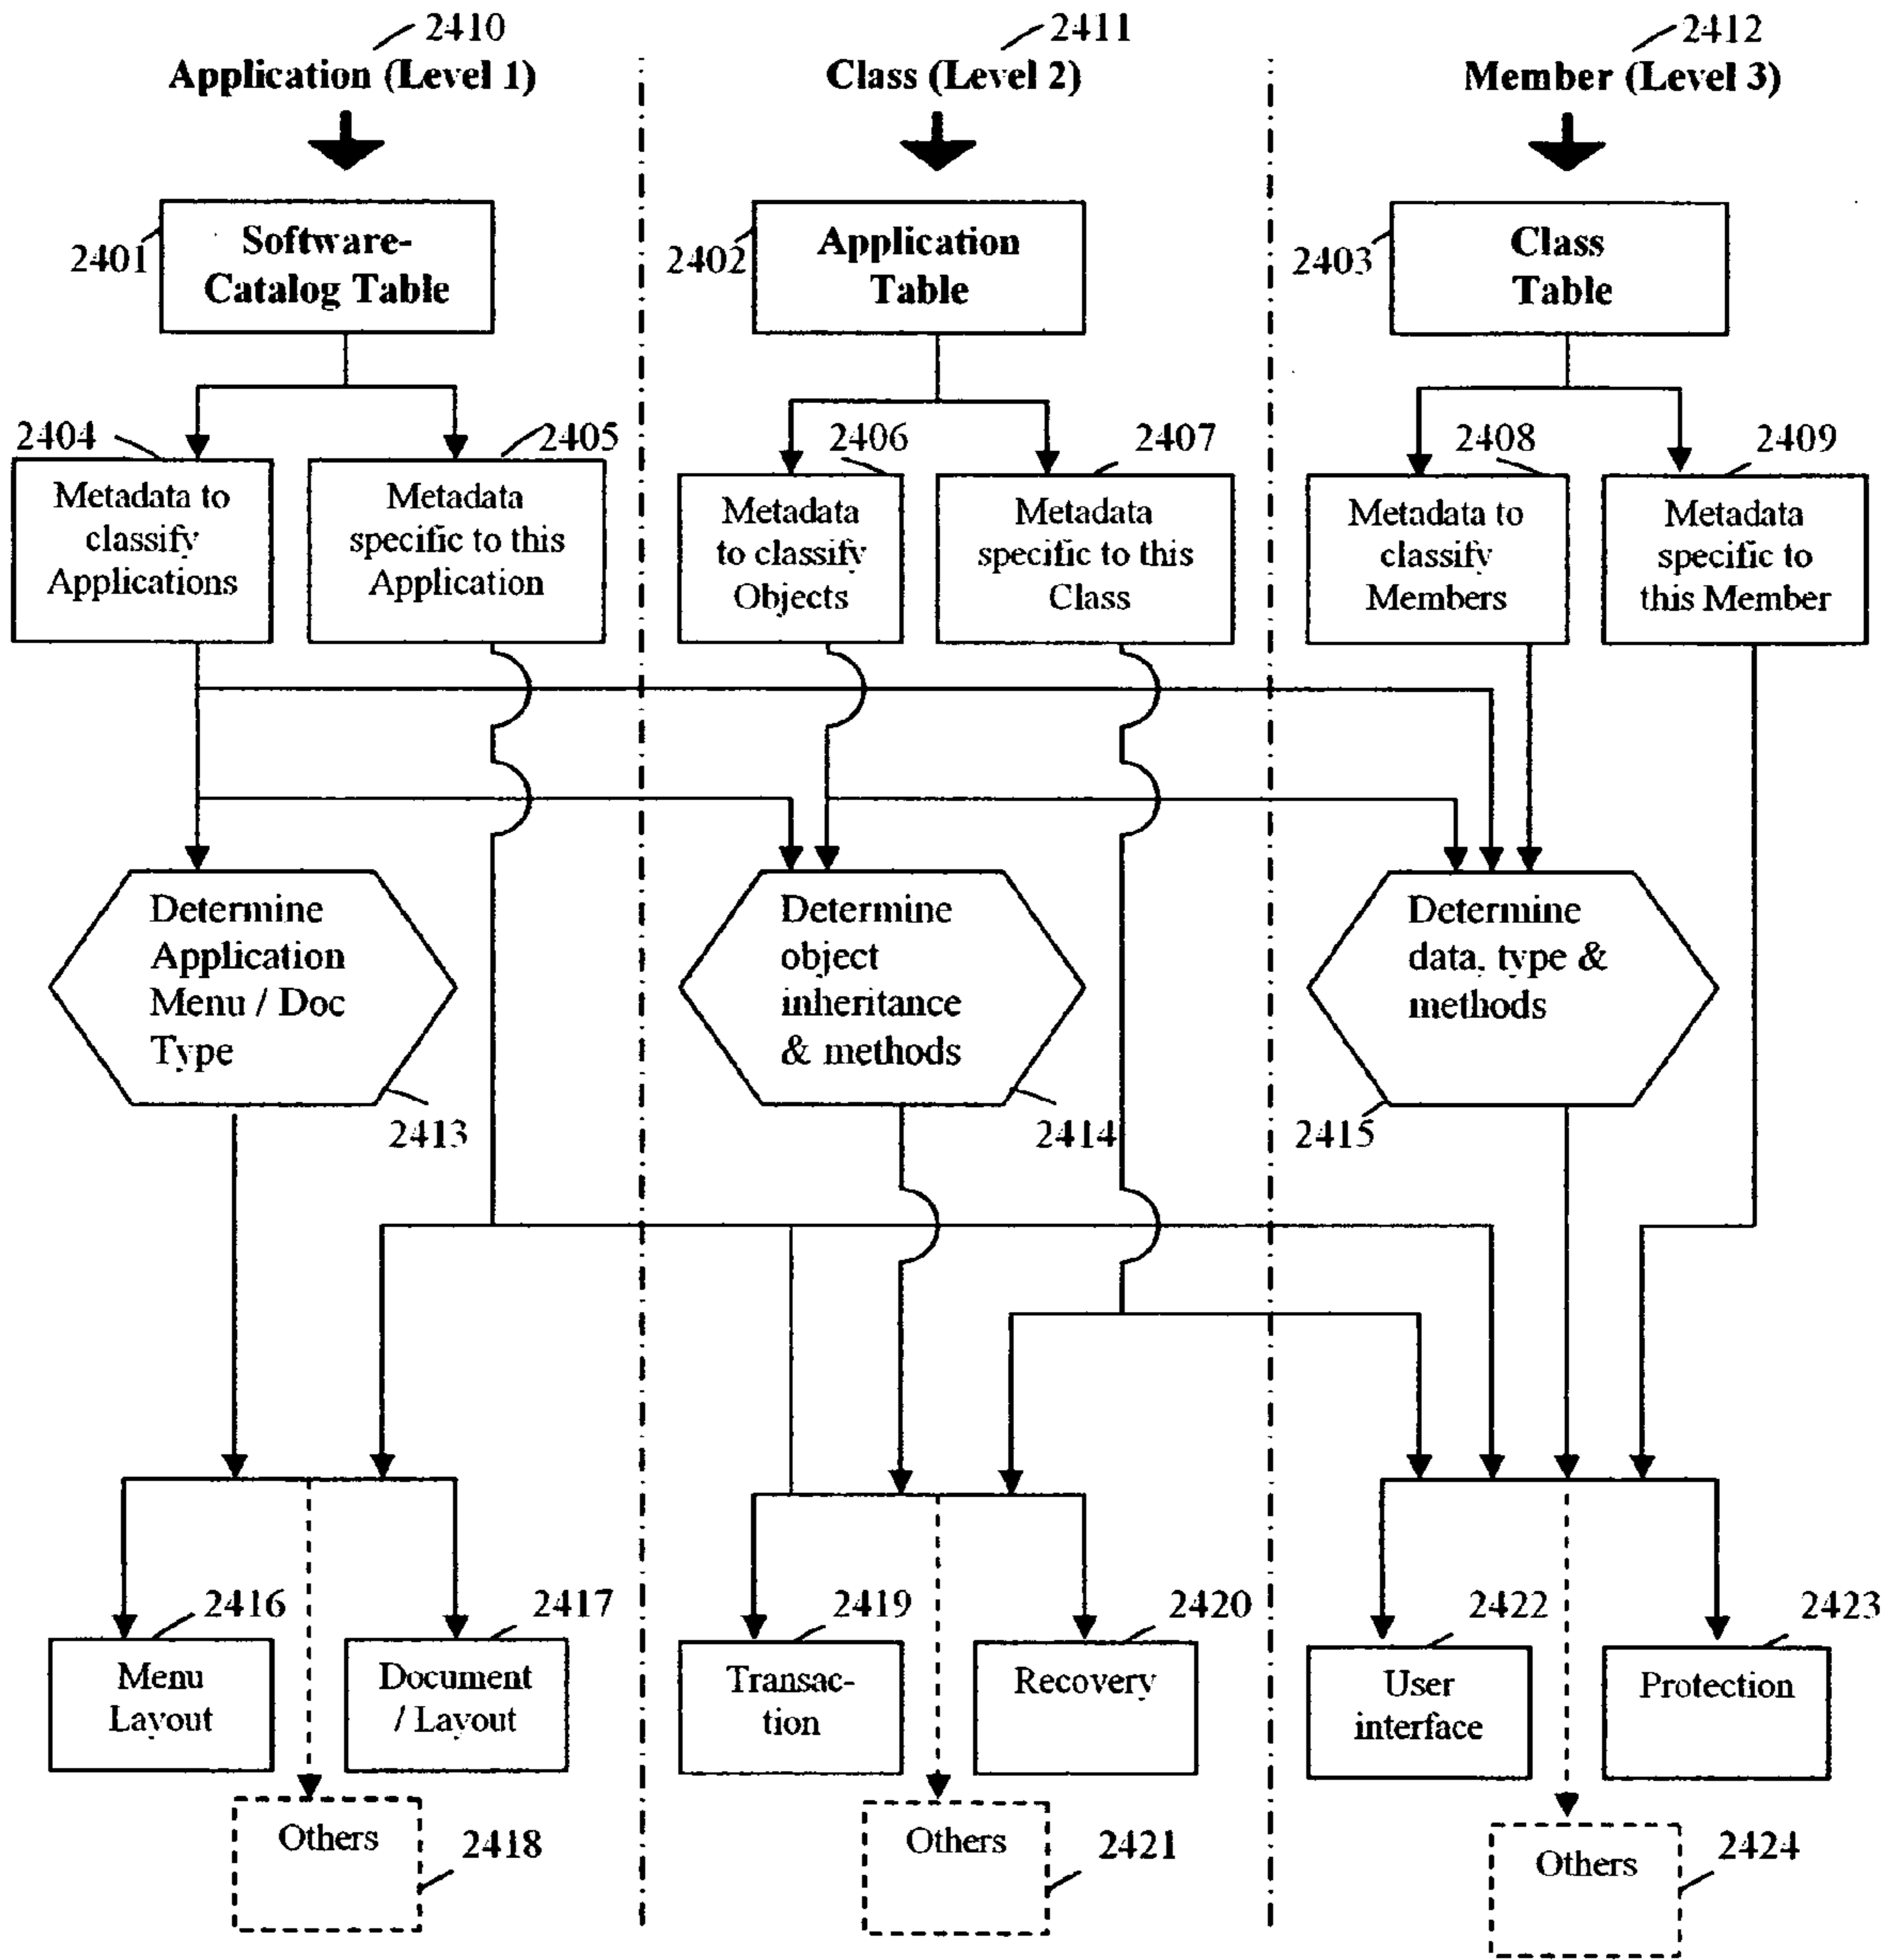 2410
2411
2412
Application (Level 1)
Class (Level 2)
Member (Level 3)
2401
Software-
Catalog Table
2402
Application
Table
2403
Class
Table
2404
2405
2406
2407
2408
2409
Metadata to
classify
Applications
Metadata
specific to this
Application
Metadata
to classify
Objects
Metadata
specific to this
Class
Metadata to
classify
Members
Metadata
specific to
this Member
Determine
Application
Menu / Doc
Type
2413
Determine
object
inheritance
& methods
2414
Determine
data, type &
methods
2415
2416
2417
2419
2420
2422
2423
Menu
Layout
Document
/ Layout
Transac-
tion
Recovery
User
interface
Protection
Others
2418
Others
2421
Others
2424